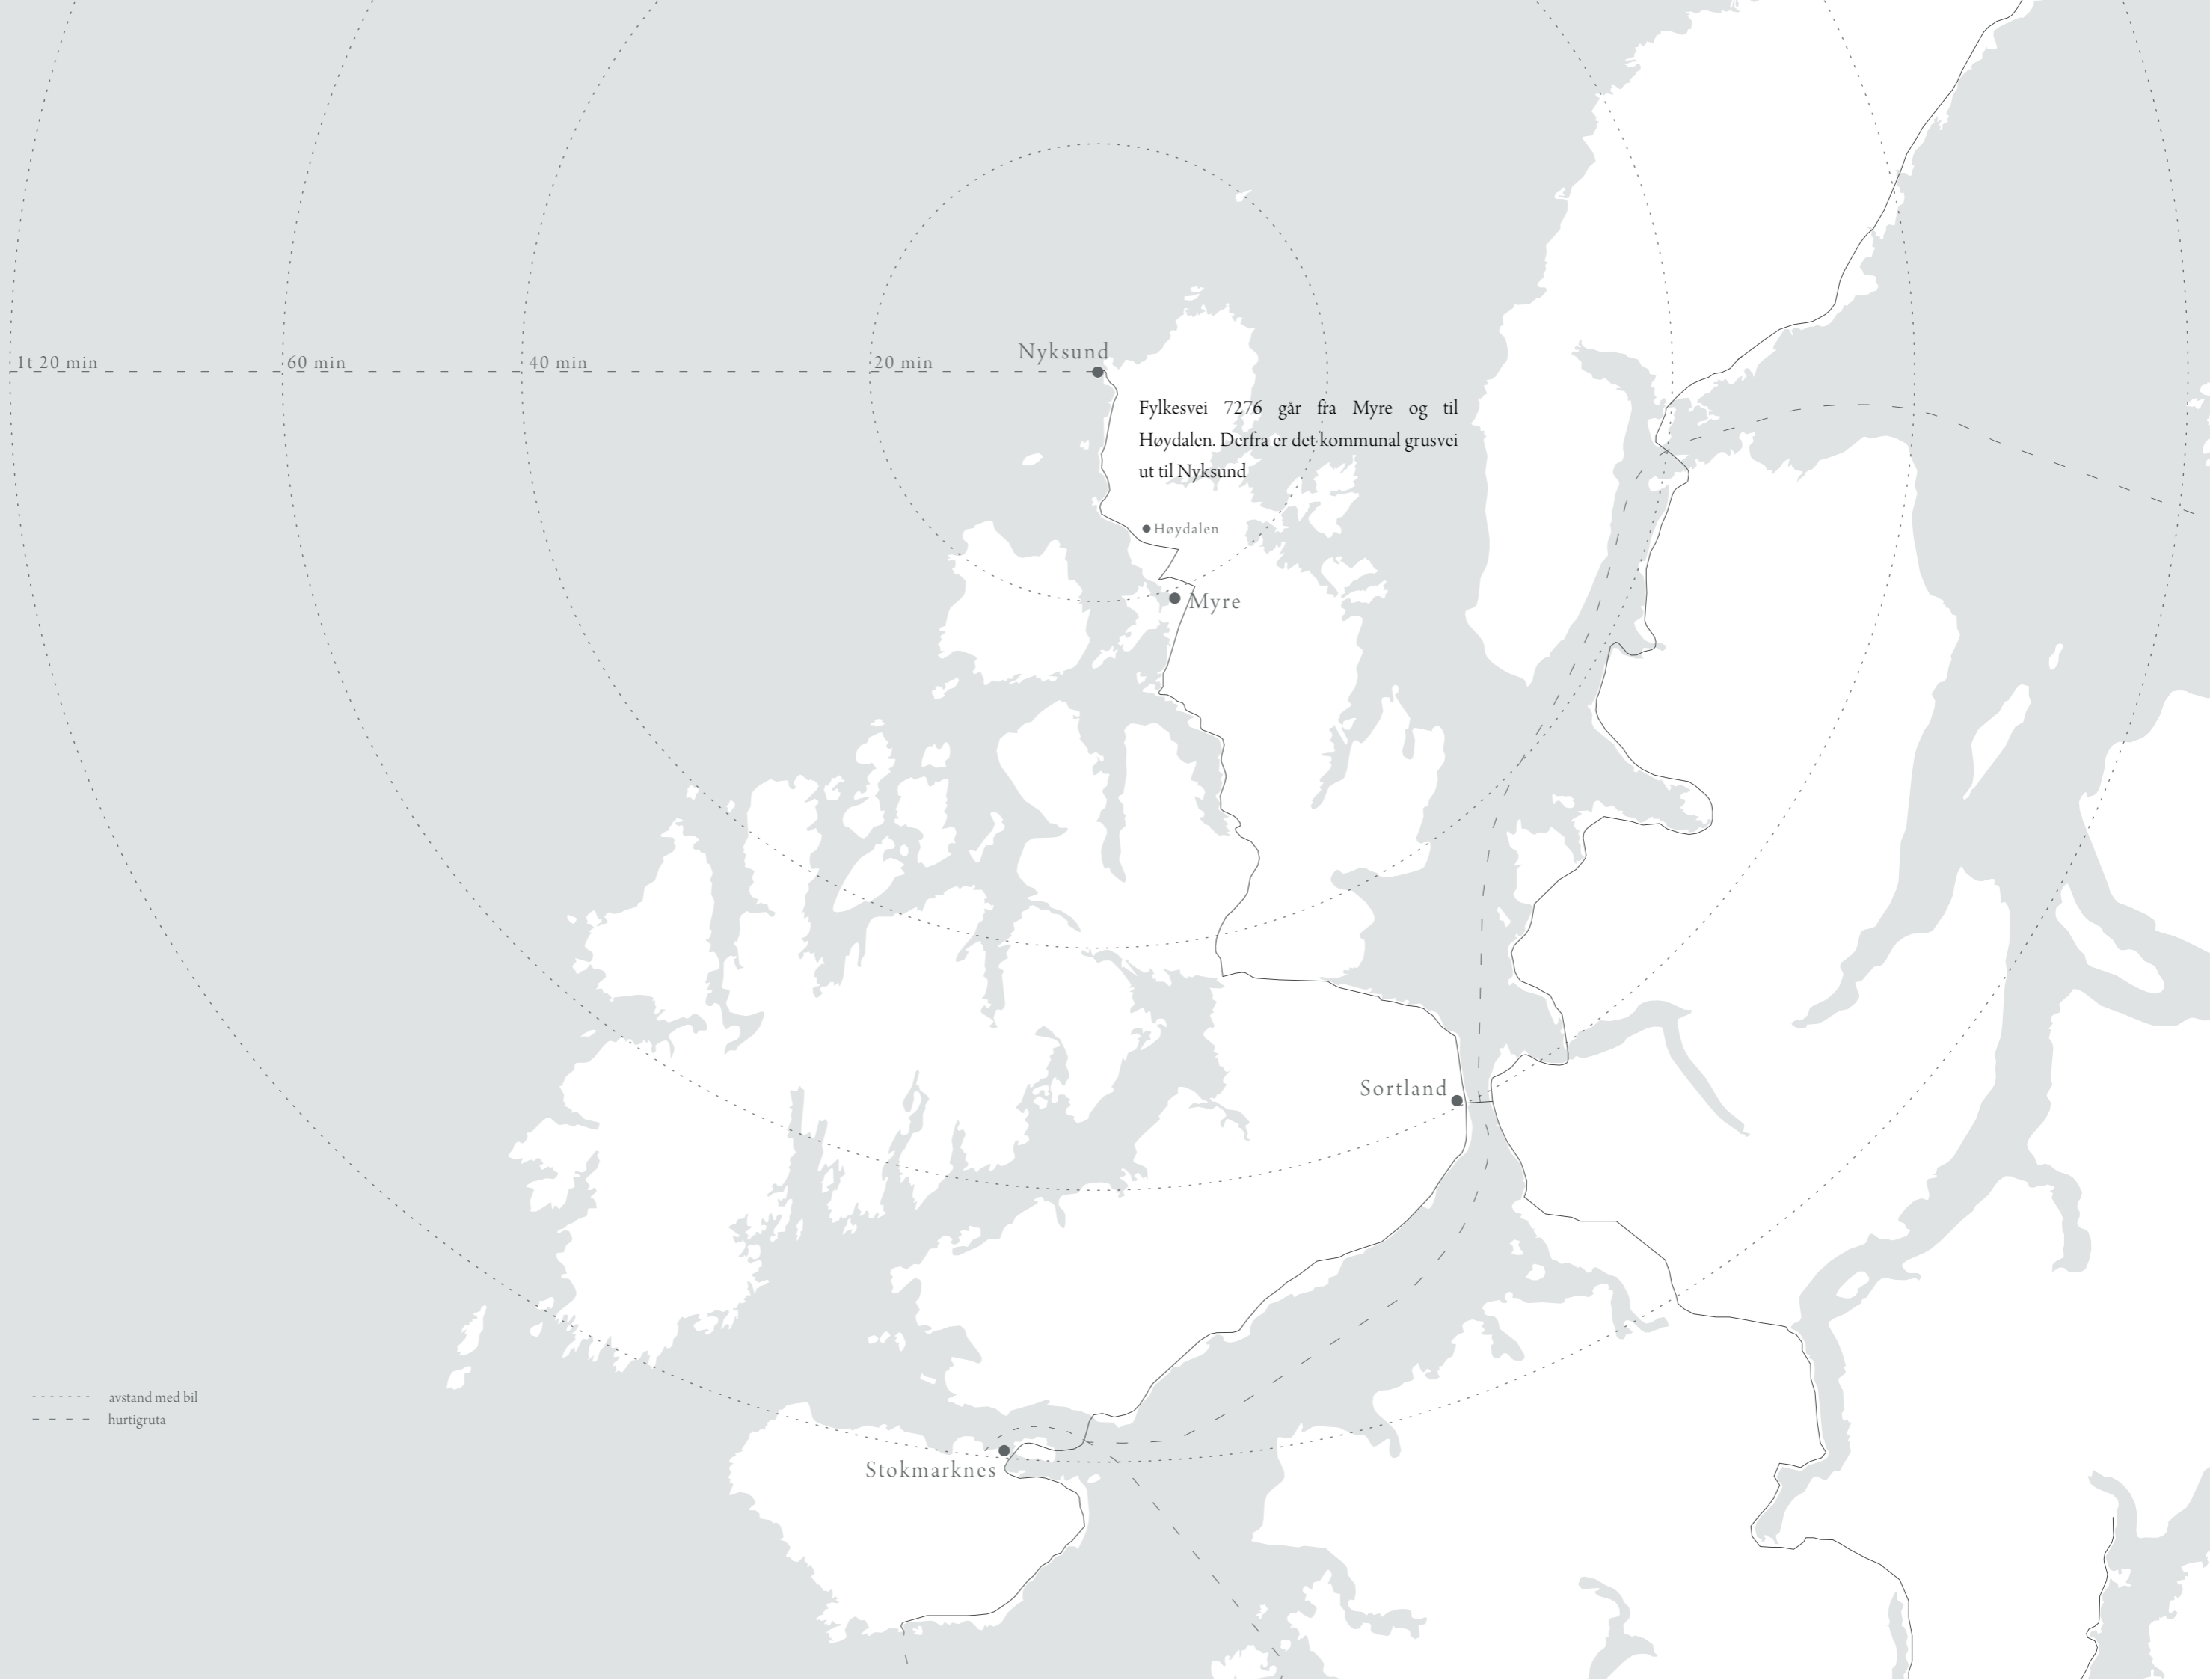 Nyksund
1t 20 min
60 min
40 min
20 min
Fylkesvei 7276 går fra Myre og til
Høydalen. Derfra er det kommunal grusvei
ut til Nyksund
Høydalen
Myre
Sortland
avstand med bil
hurtigruta
Stokmarknes